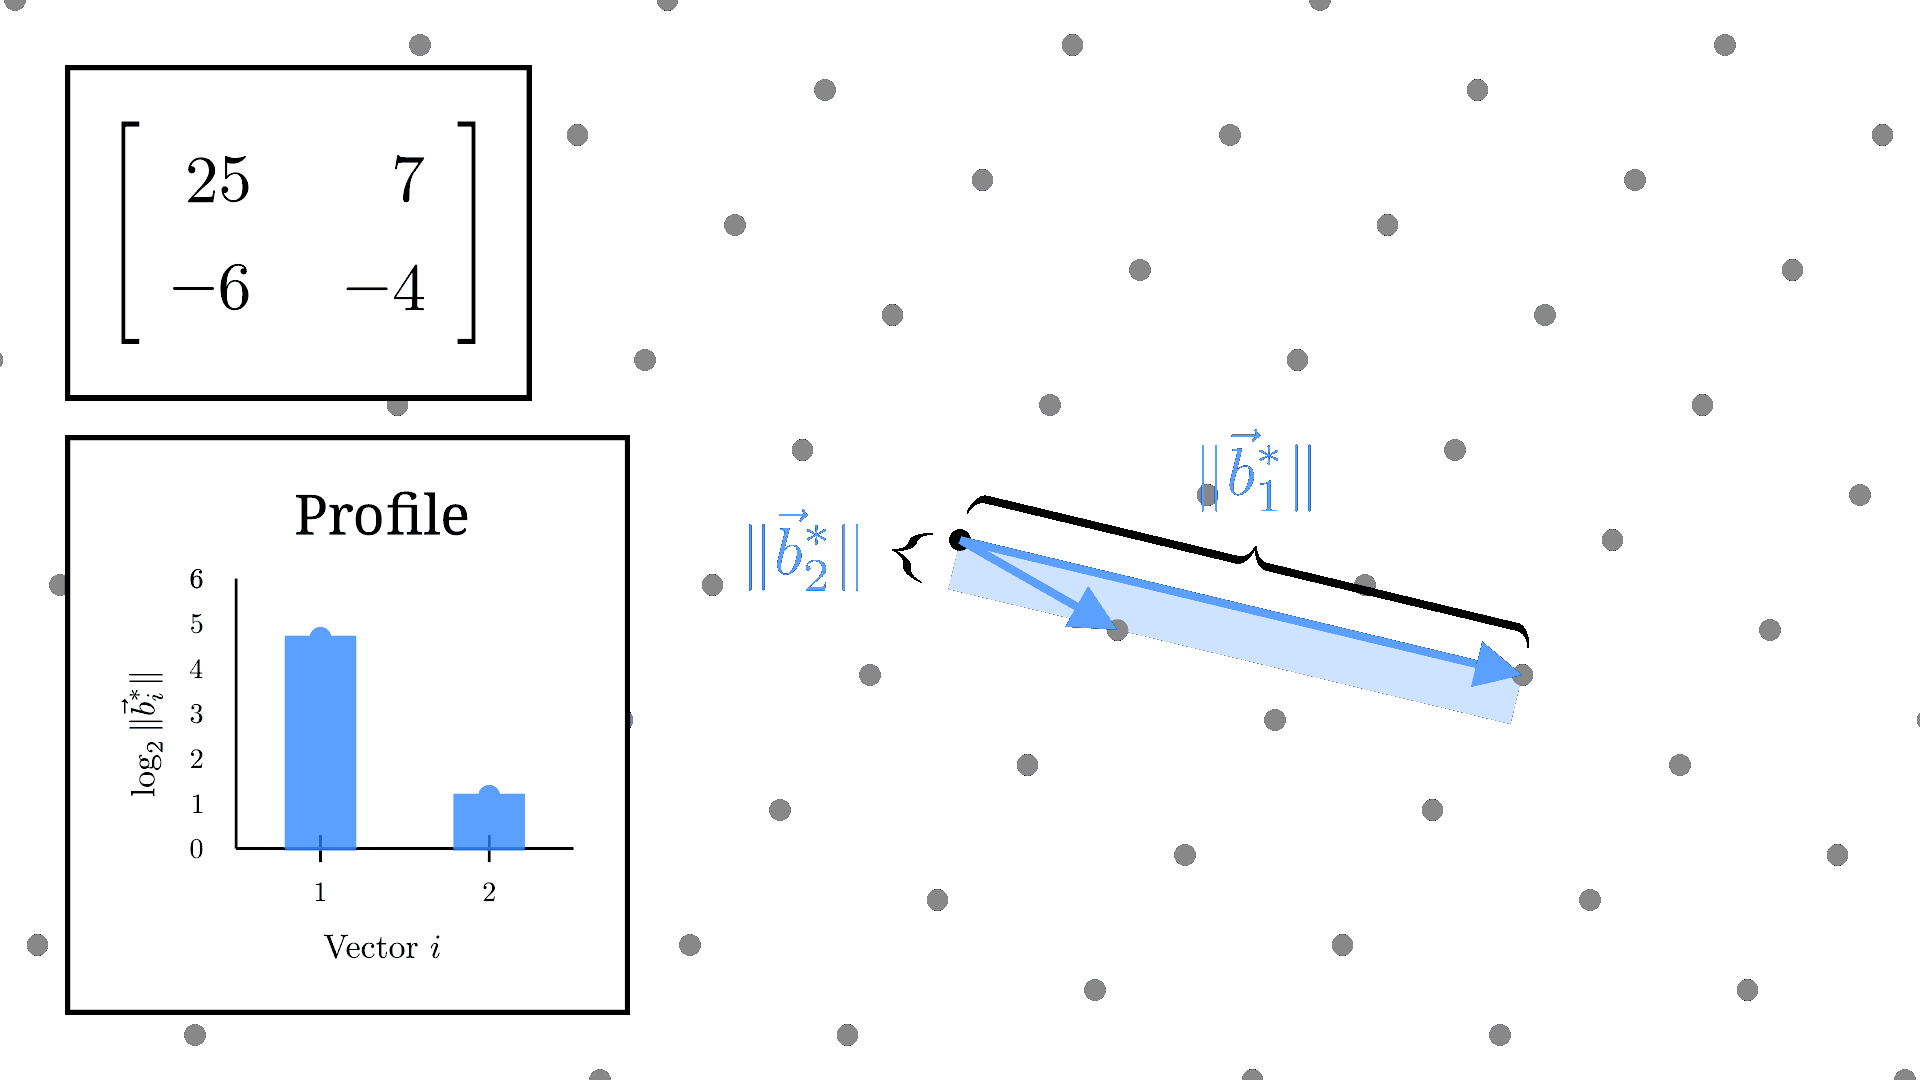 25 7
−6 −4
Profile
6
5
4
3
2
1
0
log₂ ‖b⃗ᵢ*‖
1 2
Vector i
‖b⃗₁*‖
‖b⃗₂*‖